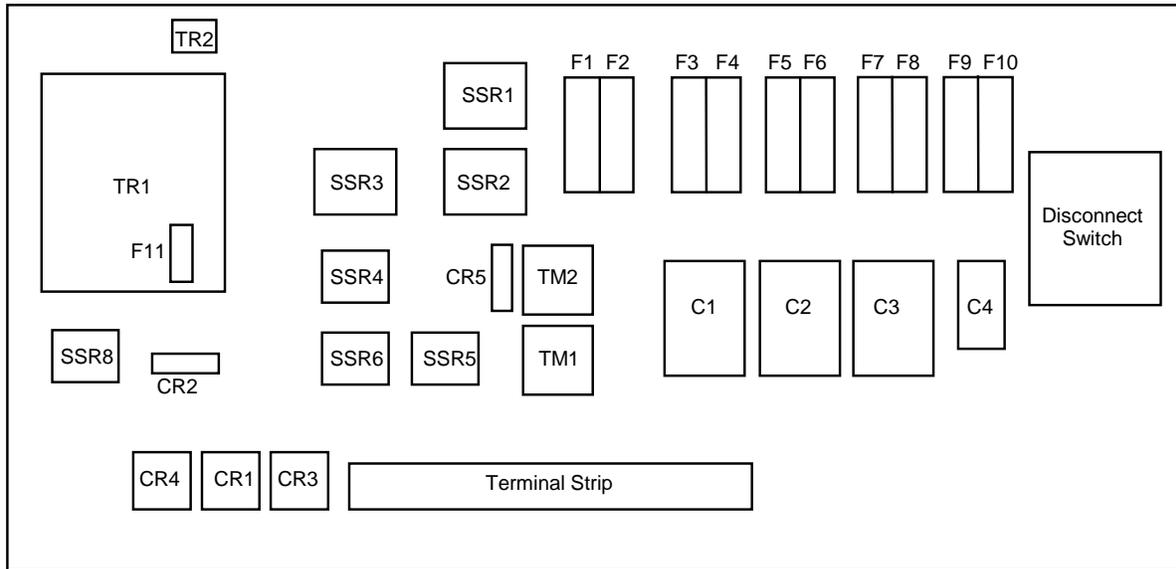 TR2
F1 F2 F3 F4 F5 F6 F7 F8 F9 F10
SSR1
SSR3
SSR2
TR1
Disconnect
Switch
F11
SSR4
CR5
TM2
C1
C2
C3
C4
SSR8
CR2
SSR6
SSR5
TM1
CR4
CR1
CR3
Terminal Strip